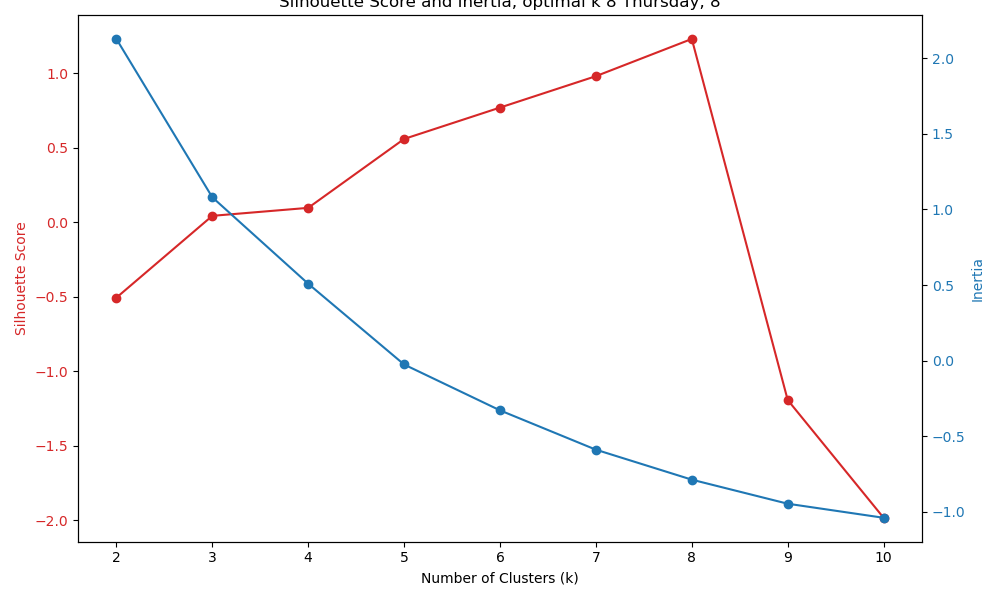 Silhouette Score and Inertia, optimal k 8 Thursday, 8
1.0
0.5
0.0
−0.5
−1.0
−1.5
−2.0
Silhouette Score
2.0
1.5
1.0
0.5
0.0
−0.5
−1.0
Inertia
2 3 4 5 6 7 8 9 10
Number of Clusters (k)